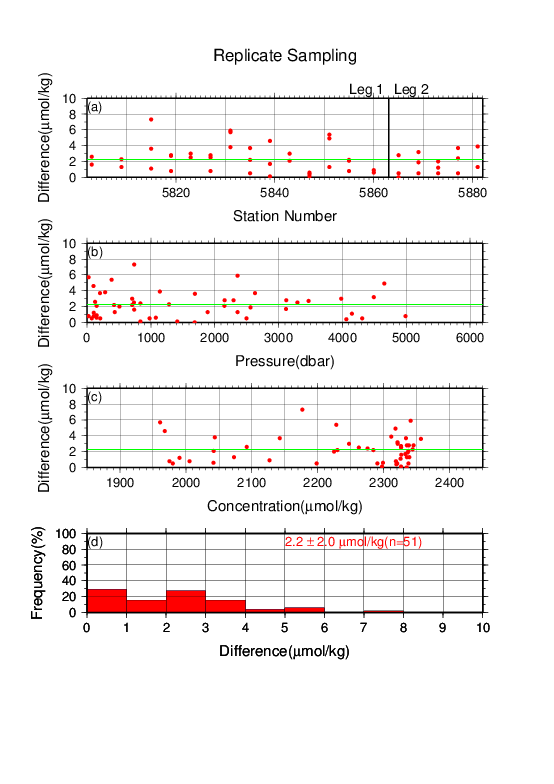 Replicate Sampling
Leg 1 Leg 2
Difference(μmol/kg)
10
8
6
4
2
0
(a)
5820 5840 5860 5880
Station Number
Difference(μmol/kg)
10
8
6
4
2
0
(b)
0 1000 2000 3000 4000 5000 6000
Pressure(dbar)
Difference(μmol/kg)
10
8
6
4
2
0
(c)
1900 2000 2100 2200 2300 2400
Concentration(μmol/kg)
Frequency(%)
100
80
60
40
20
0
(d)
2.2 ± 2.0 μmol/kg(n=51)
0 1 2 3 4 5 6 7 8 9 10
Difference(μmol/kg)